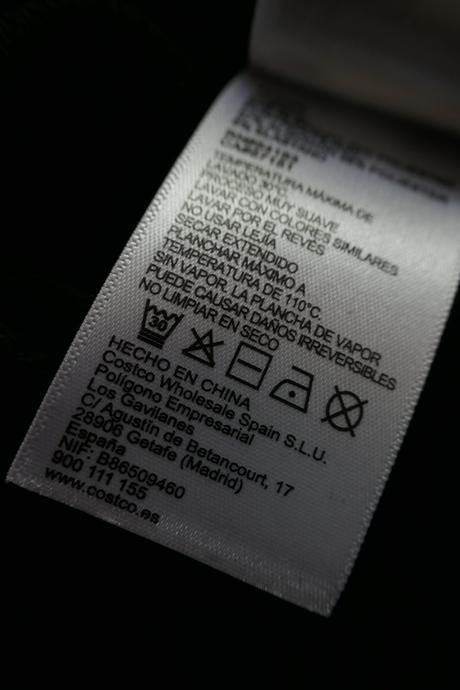 TEMPERATURA MÁXIMA DE
LAVADO 30°C.
PROCESO MUY SUAVE
LAVAR CON COLORES SIMILARES
LAVAR POR EL REVÉS
NO USAR LEJÍA
SECAR EXTENDIDO
PLANCHAR MÁXIMO A
TEMPERATURA DE 110°C.
SIN VAPOR. LA PLANCHA DE VAPOR
PUEDE CAUSAR DAÑOS IRREVERSIBLES
NO LIMPIAR EN SECO
30
HECHO EN CHINA
Costco Wholesale Spain S.L.U.
Polígono Empresarial
Los Gavilanes
C/ Agustín de Betancourt, 17
28906 Getafe (Madrid)
España
NIF: B86509460
900 111 155
www.costco.es